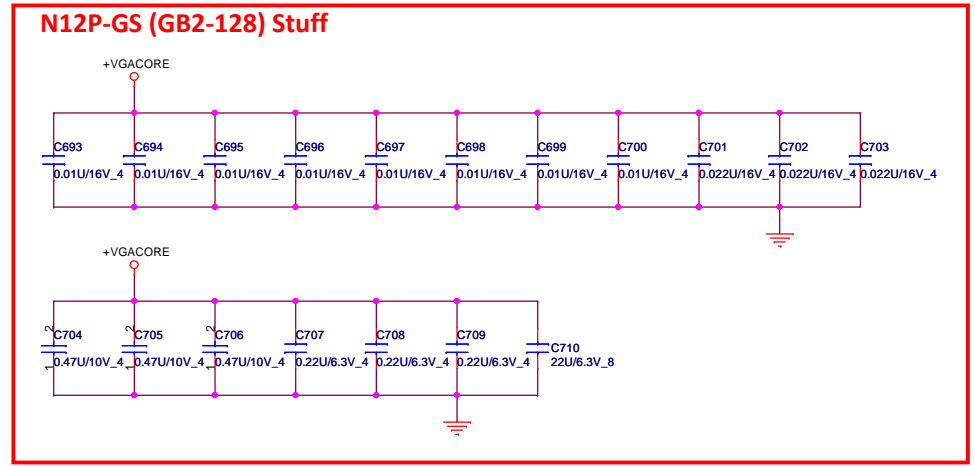 N12P-GS (GB2-128) Stuff
+VGACORE
C693 C694 C695 C696 C697 C698 C699 C700 C701 C702 C703
0.01U/16V_4 0.01U/16V_4 0.01U/16V_4 0.01U/16V_4 0.01U/16V_4 0.01U/16V_4 0.01U/16V_4 0.01U/16V_4 0.022U/16V_4 0.022U/16V_4 0.022U/16V_4
+VGACORE
2 2 2
C704 C705 C706 C707 C708 C709
C710
0.47U/10V_4 0.47U/10V_4 0.47U/10V_4 0.22U/6.3V_4 0.22U/6.3V_4 0.22U/6.3V_4 22U/6.3V_8
1 1 1